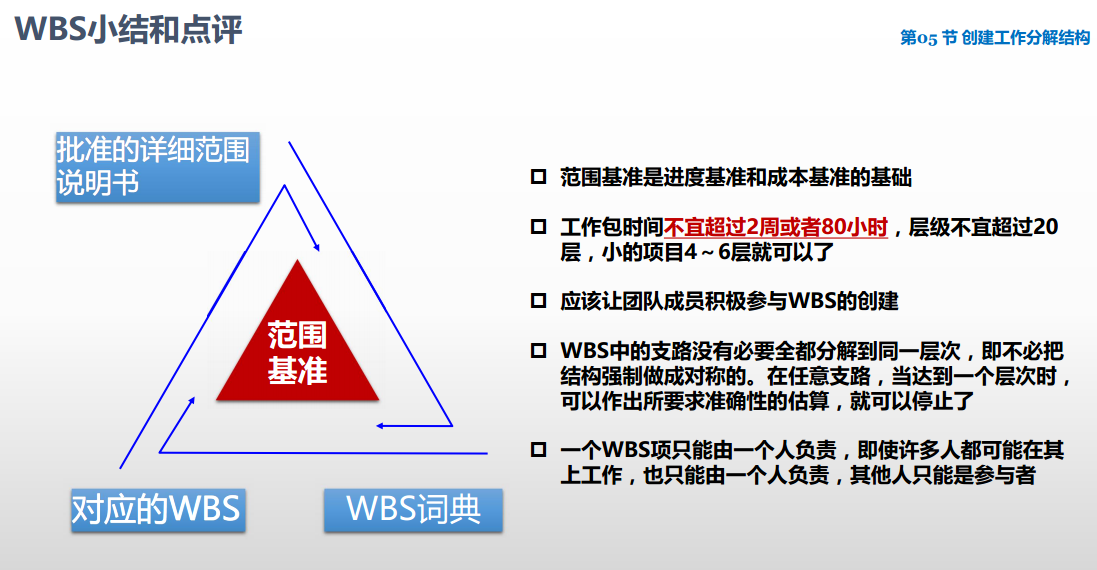 WBS小结和点评
第05 节 创建工作分解结构
批准的详细范围
说明书
范围
基准
对应的WBS
WBS词典
范围基准是进度基准和成本基准的基础
工作包时间不宜超过2周或者80小时，层级不宜超过20
层，小的项目4～6层就可以了
应该让团队成员积极参与WBS的创建
WBS中的支路没有必要全都分解到同一层次，即不必把
结构强制做成对称的。在任意支路，当达到一个层次时，
可以作出所要求准确性的估算，就可以停止了
一个WBS项只能由一个人负责，即使许多人都可能在其
上工作，也只能由一个人负责，其他人只能是参与者